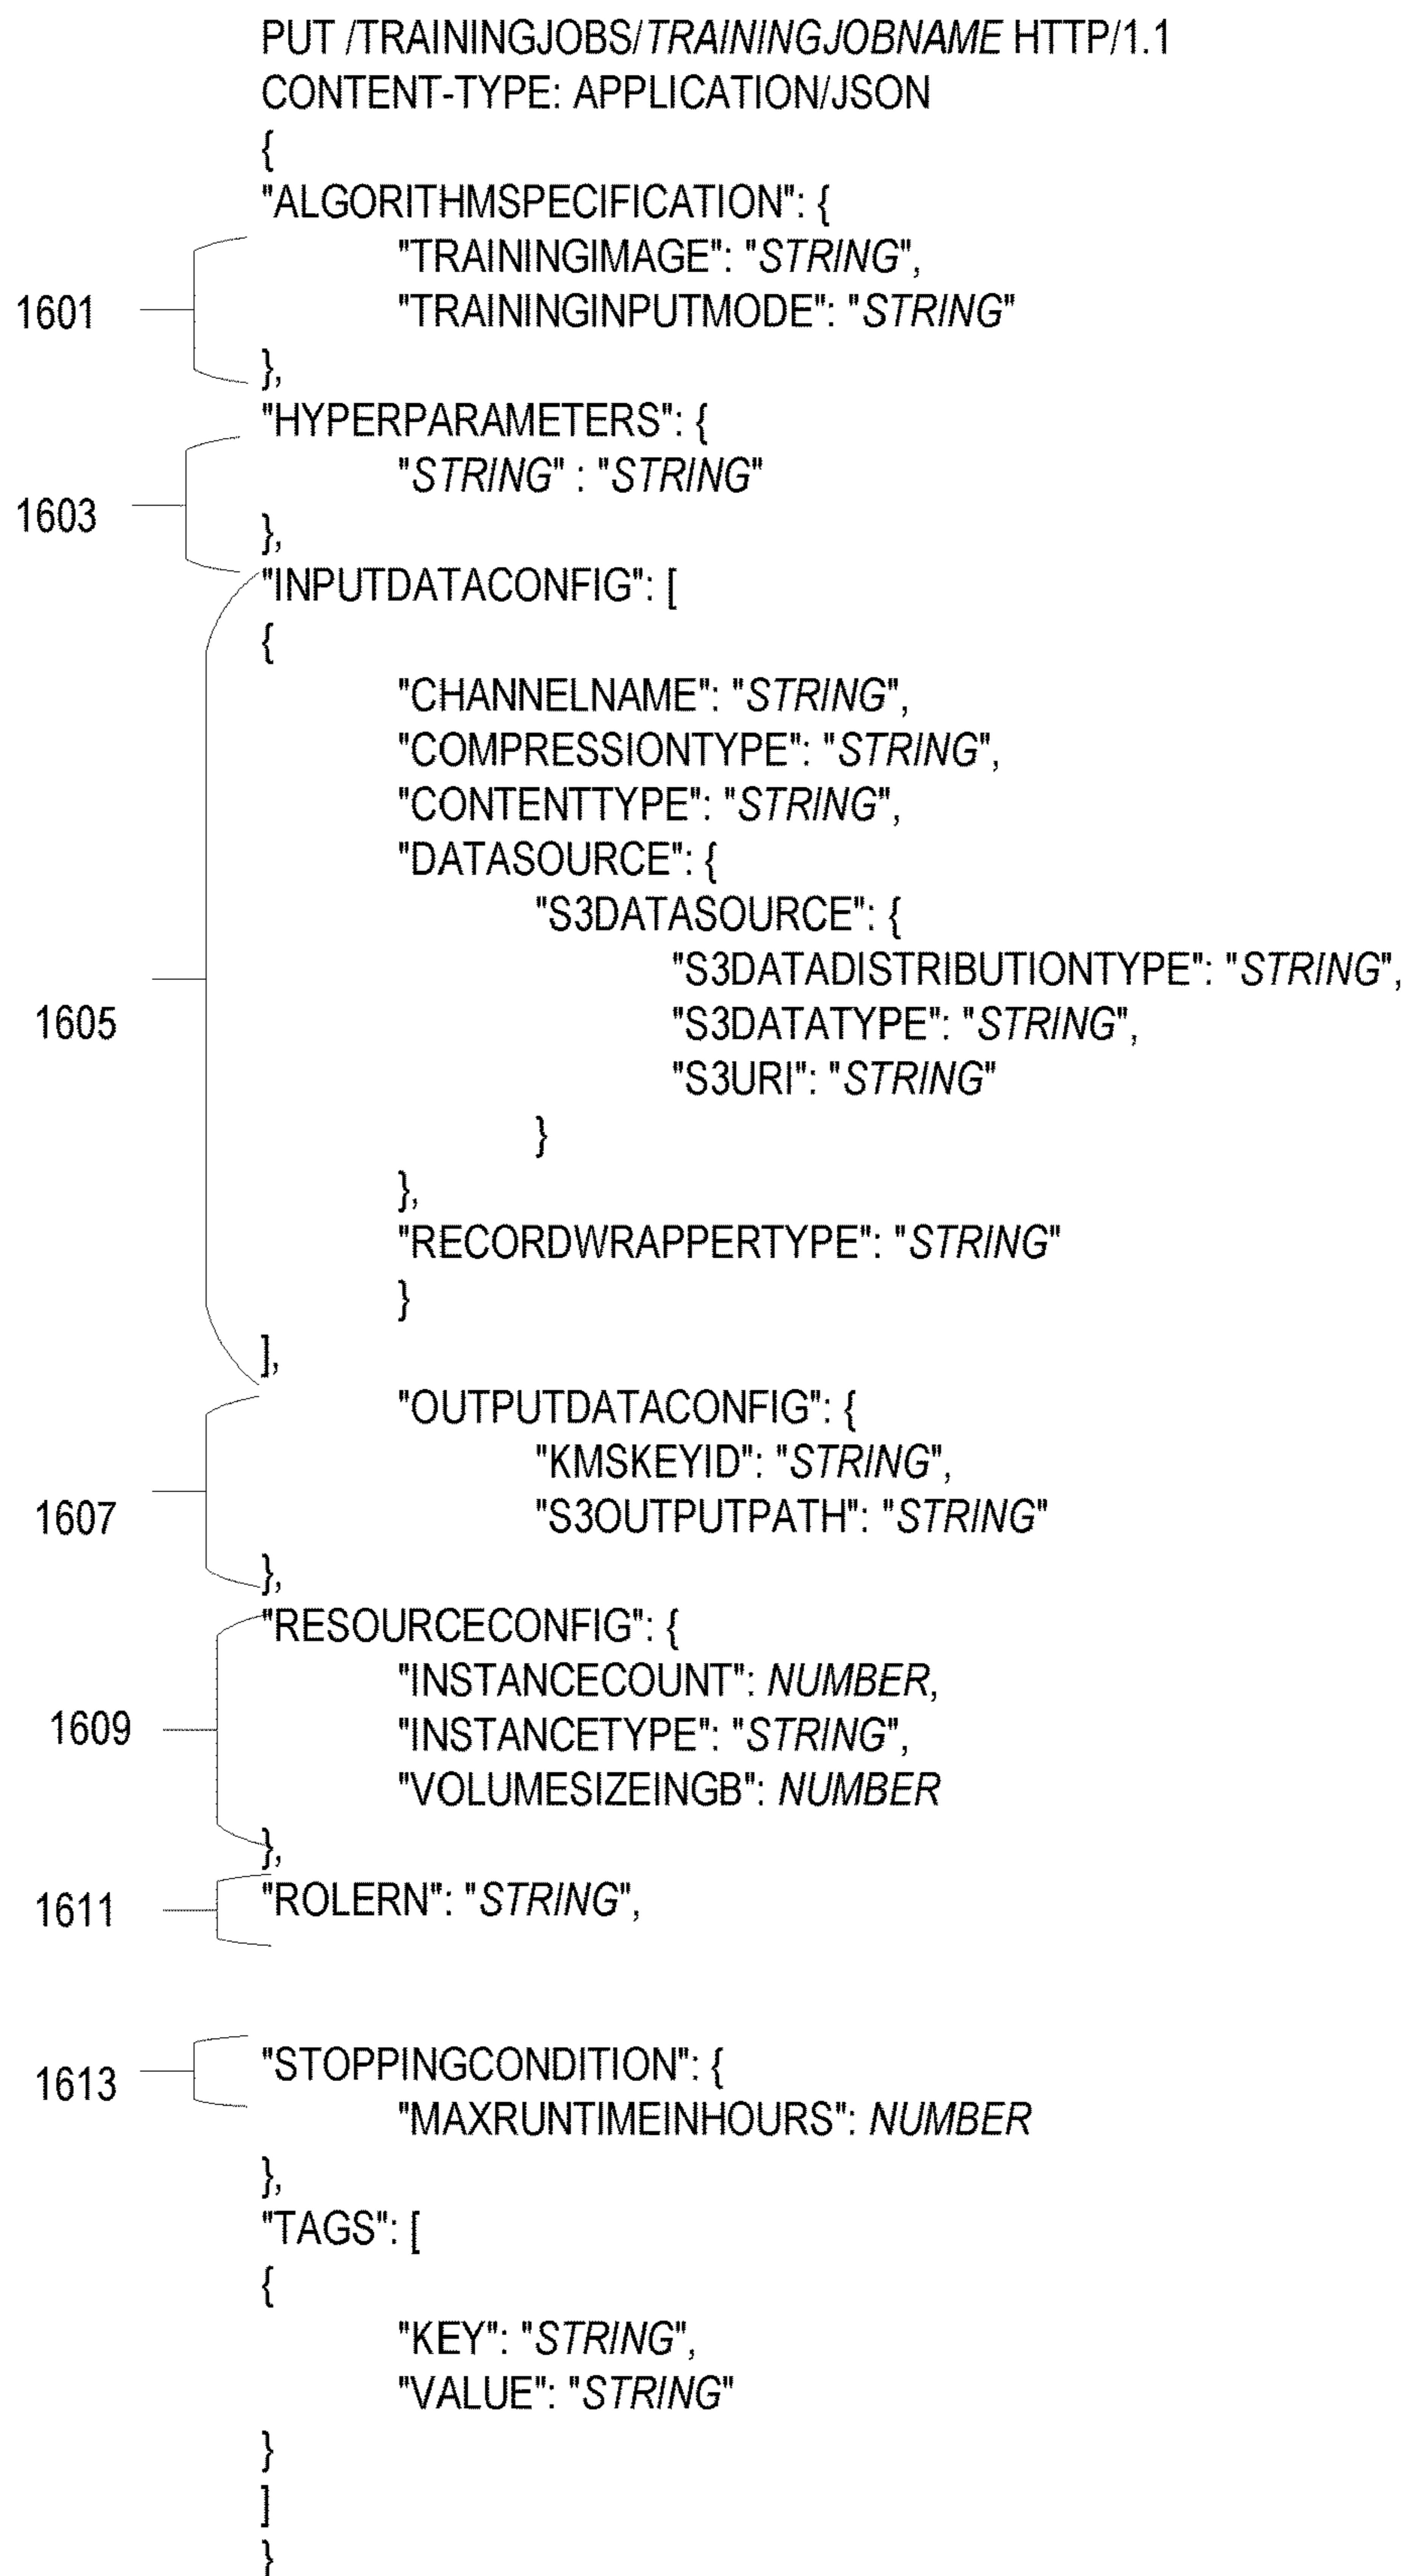 PUT /TRAININGJOBS/TRAININGJOBNAME HTTP/1.1
CONTENT-TYPE: APPLICATION/JSON
{
"ALGORITHMSPECIFICATION": {
"TRAININGIMAGE": "STRING",
1601 "TRAININGINPUTMODE": "STRING"
},
"HYPERPARAMETERS": {
"STRING" : "STRING"
1603 },
"INPUTDATACONFIG": [
{
"CHANNELNAME": "STRING",
"COMPRESSIONTYPE": "STRING",
"CONTENTTYPE": "STRING",
"DATASOURCE": {
"S3DATASOURCE": {
"S3DATADISTRIBUTIONTYPE": "STRING",
1605 "S3DATATYPE": "STRING",
"S3URI": "STRING"
}
},
"RECORDWRAPPERTYPE": "STRING"
}
],
"OUTPUTDATACONFIG": {
"KMSKEYID": "STRING",
1607 "S3OUTPUTPATH": "STRING"
},
"RESOURCECONFIG": {
"INSTANCECOUNT": NUMBER,
1609 "INSTANCETYPE": "STRING",
"VOLUMESIZEINGB": NUMBER
},
1611 "ROLERN": "STRING",
"STOPPINGCONDITION": {
1613 "MAXRUNTIMEINHOURS": NUMBER
},
"TAGS": [
{
"KEY": "STRING",
"VALUE": "STRING"
}
]
}